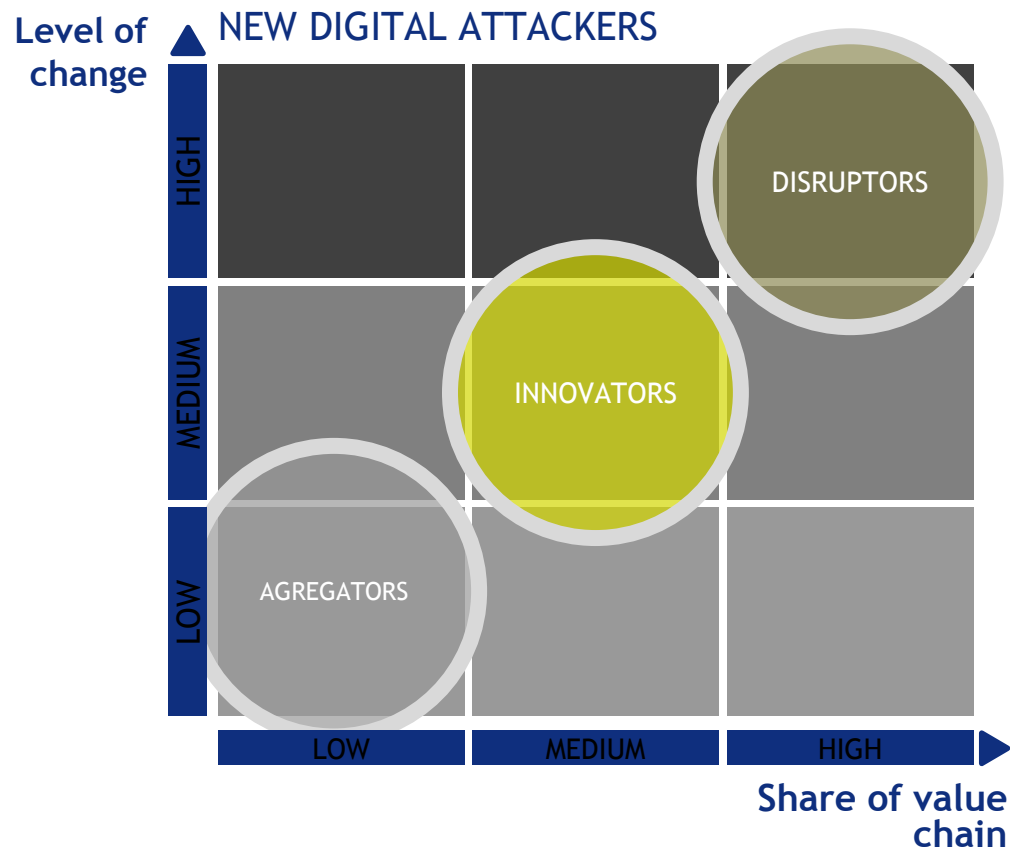 Level of
change
NEW DIGITAL ATTACKERS
HIGH
DISRUPTORS
MEDIUM
INNOVATORS
LOW
AGREGATORS
LOW
MEDIUM
HIGH
Share of value
chain